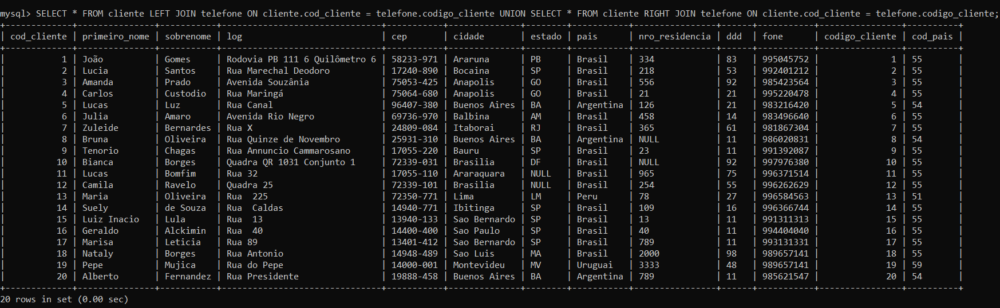 mysql> SELECT * FROM cliente LEFT JOIN telefone ON cliente.cod_cliente = telefone.codigo_cliente UNION SELECT * FROM cliente RIGHT JOIN telefone ON cliente.cod_cliente = telefone.codigo_cliente;
| cod_cliente | primeiro_nome | sobrenome | log | cep | cidade | estado | pais | nro_residencia | ddd | fone | codigo_cliente | cod_pais |
| 1 | João | Gomes | Rodovia PB 111 6 Quilômetro 6 | 58233-971 | Araruna | PB | Brasil | 334 | 83 | 995045752 | 1 | 55 |
| 2 | Lucia | Santos | Rua Marechal Deodoro | 17240-890 | Bocaina | SP | Brasil | 218 | 53 | 992401212 | 2 | 55 |
| 3 | Amanda | Prado | Avenida Souzânia | 75053-425 | Anapolis | GO | Brasil | 556 | 92 | 985423564 | 3 | 55 |
| 4 | Carlos | Custodio | Rua Maringá | 75064-680 | Anapolis | GO | Brasil | 21 | 21 | 995220478 | 4 | 55 |
| 5 | Lucas | Luz | Rua Canal | 96407-380 | Buenos Aires | BA | Argentina | 126 | 21 | 983216420 | 5 | 54 |
| 6 | Julia | Amaro | Avenida Rio Negro | 69736-970 | Balbina | AM | Brasil | 458 | 14 | 983496640 | 6 | 55 |
| 7 | Zuleide | Bernardes | Rua X | 24809-084 | Itaborai | RJ | Brasil | 365 | 61 | 981867304 | 7 | 55 |
| 8 | Bruna | Oliveira | Rua Quinze de Novembro | 25931-310 | Buenos Aires | BA | Argentina | NULL | 11 | 986020831 | 8 | 54 |
| 9 | Tenorio | Chagas | Rua Annuncio Cammarosano | 17055-220 | Bauru | SP | Brasil | 23 | 11 | 991392087 | 9 | 55 |
| 10 | Bianca | Borges | Quadra QR 1031 Conjunto 1 | 72339-031 | Brasilia | DF | Brasil | NULL | 92 | 997976380 | 10 | 55 |
| 11 | Lucas | Bomfim | Rua 32 | 17055-110 | Araraquara | NULL | Brasil | 965 | 75 | 996371514 | 11 | 55 |
| 12 | Camila | Ravelo | Quadra 25 | 72339-101 | Brasilia | NULL | Brasil | 254 | 55 | 996262629 | 12 | 55 |
| 13 | Maria | Oliveira | Rua  225 | 72350-771 | Lima | LM | Peru | 78 | 27 | 996584563 | 13 | 51 |
| 14 | Suely | de Souza | Rua  Caldas | 14940-771 | Ibitinga | SP | Brasil | 109 | 16 | 996366744 | 14 | 55 |
| 15 | Luiz Inacio | Lula | Rua  13 | 13940-133 | Sao Bernardo | SP | Brasil | 13 | 11 | 991311313 | 15 | 55 |
| 16 | Geraldo | Alckimin | Rua  40 | 14400-400 | Sao Paulo | SP | Brasil | 40 | 11 | 994404040 | 16 | 55 |
| 17 | Marisa | Leticia | Rua 89 | 13401-412 | Sao Bernardo | SP | Brasil | 789 | 11 | 993131331 | 17 | 55 |
| 18 | Nataly | Borges | Rua Antonio | 14948-489 | Sao Luis | MA | Brasil | 2000 | 98 | 989657141 | 18 | 55 |
| 19 | Pepe | Mujica | Rua do Pepe | 14000-001 | Montevideu | MV | Uruguai | 3333 | 48 | 989657141 | 19 | 59 |
| 20 | Alberto | Fernandez | Rua Presidente | 19888-458 | Buenos Aires | BA | Argentina | 789 | 11 | 985621547 | 20 | 54 |
20 rows in set (0.00 sec)